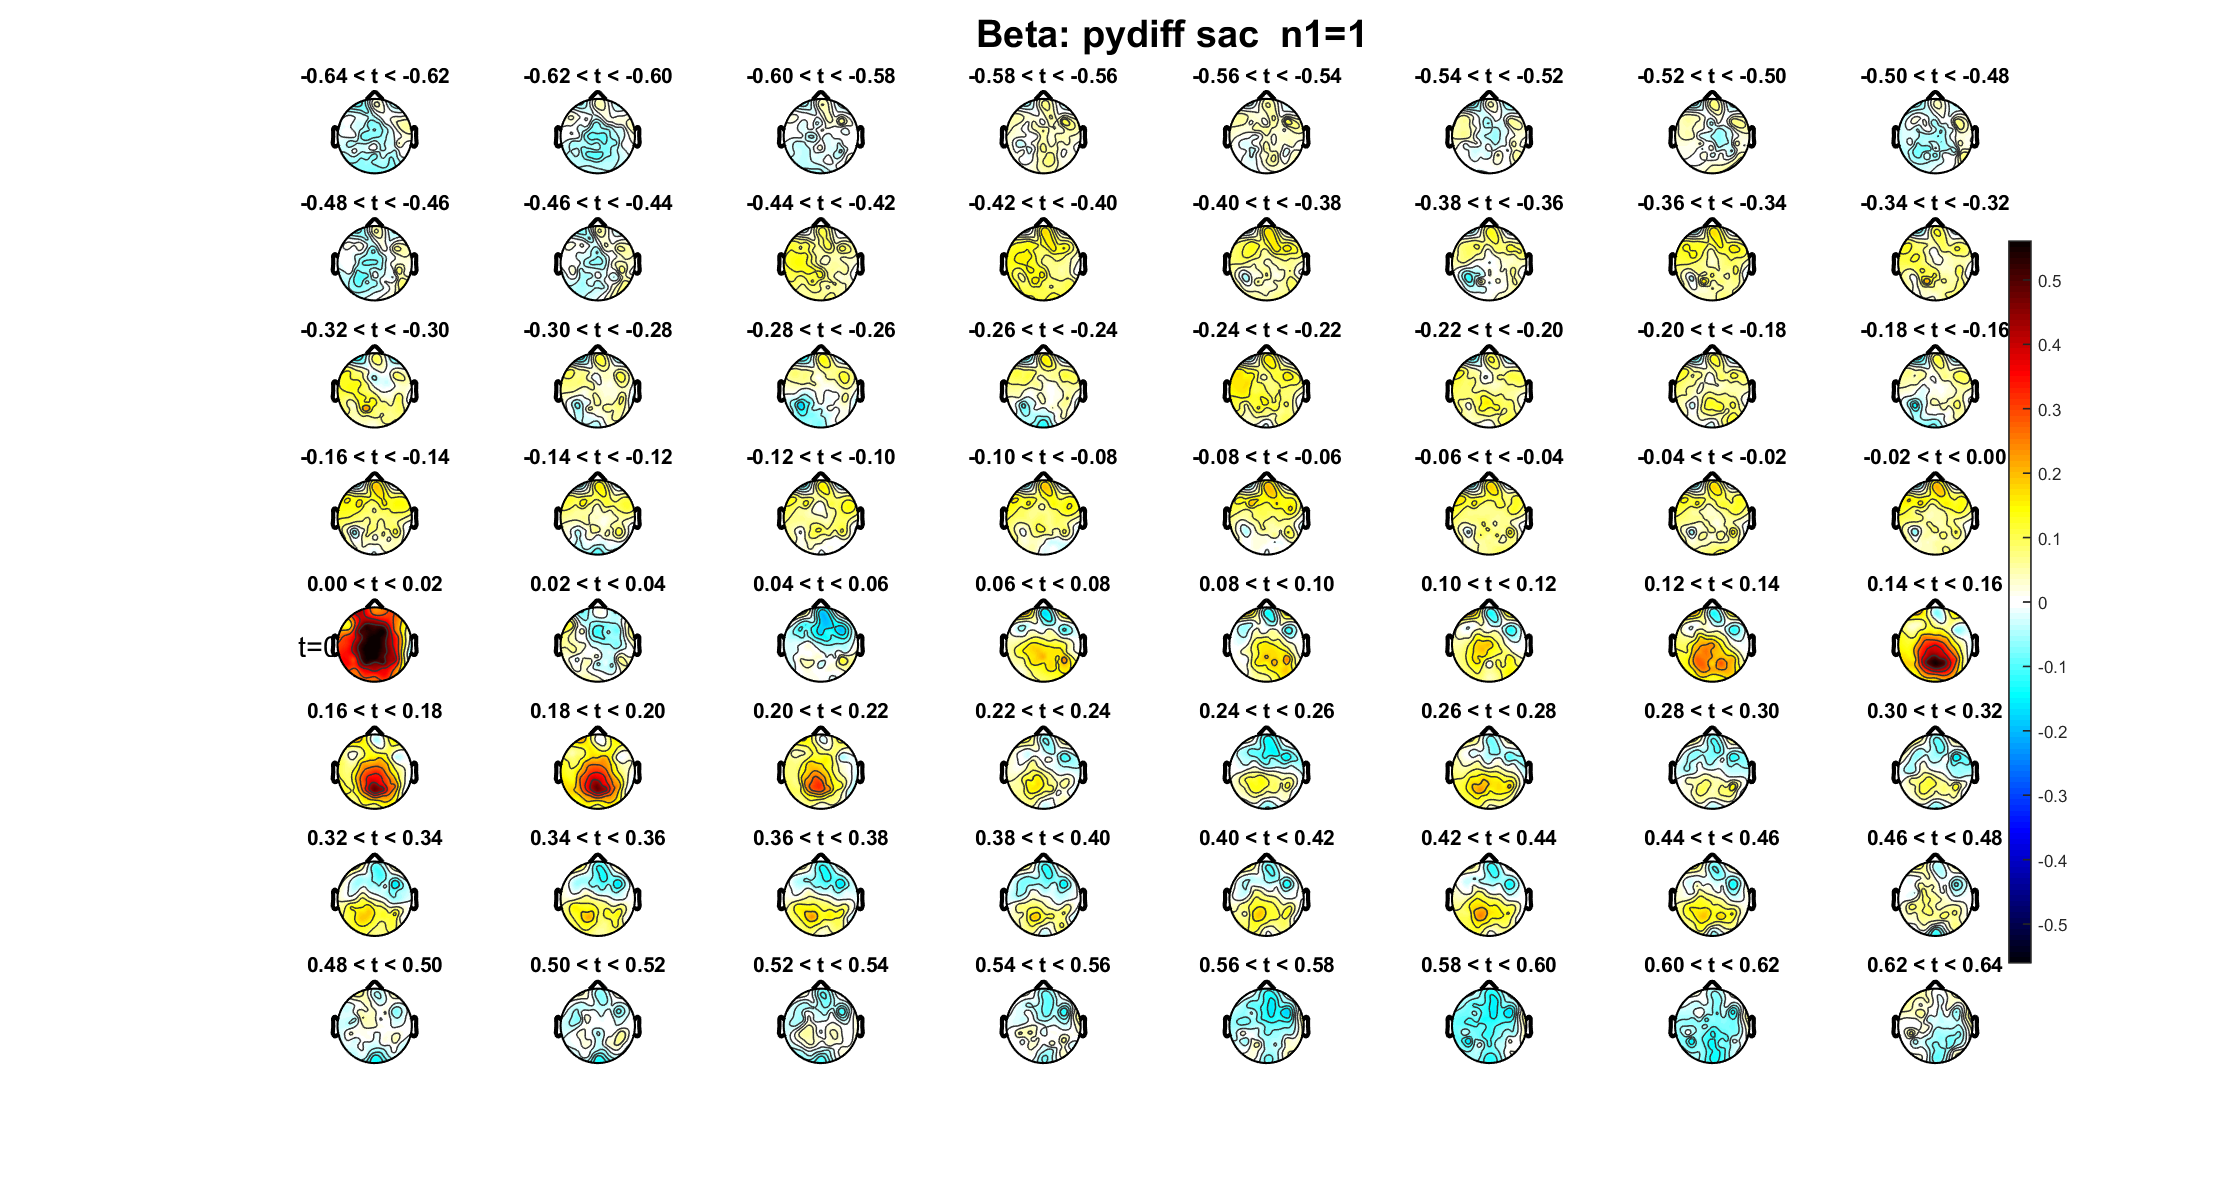 Beta: pydiff sac  n1=1
-0.64 < t < -0.62 -0.62 < t < -0.60 -0.60 < t < -0.58 -0.58 < t < -0.56 -0.56 < t < -0.54 -0.54 < t < -0.52 -0.52 < t < -0.50 -0.50 < t < -0.48
-0.48 < t < -0.46 -0.46 < t < -0.44 -0.44 < t < -0.42 -0.42 < t < -0.40 -0.40 < t < -0.38 -0.38 < t < -0.36 -0.36 < t < -0.34 -0.34 < t < -0.32
-0.32 < t < -0.30 -0.30 < t < -0.28 -0.28 < t < -0.26 -0.26 < t < -0.24 -0.24 < t < -0.22 -0.22 < t < -0.20 -0.20 < t < -0.18 -0.18 < t < -0.16
-0.16 < t < -0.14 -0.14 < t < -0.12 -0.12 < t < -0.10 -0.10 < t < -0.08 -0.08 < t < -0.06 -0.06 < t < -0.04 -0.04 < t < -0.02 -0.02 < t < 0.00
0.00 < t < 0.02 0.02 < t < 0.04 0.04 < t < 0.06 0.06 < t < 0.08 0.08 < t < 0.10 0.10 < t < 0.12 0.12 < t < 0.14 0.14 < t < 0.16
t=0
0.16 < t < 0.18 0.18 < t < 0.20 0.20 < t < 0.22 0.22 < t < 0.24 0.24 < t < 0.26 0.26 < t < 0.28 0.28 < t < 0.30 0.30 < t < 0.32
0.32 < t < 0.34 0.34 < t < 0.36 0.36 < t < 0.38 0.38 < t < 0.40 0.40 < t < 0.42 0.42 < t < 0.44 0.44 < t < 0.46 0.46 < t < 0.48
0.48 < t < 0.50 0.50 < t < 0.52 0.52 < t < 0.54 0.54 < t < 0.56 0.56 < t < 0.58 0.58 < t < 0.60 0.60 < t < 0.62 0.62 < t < 0.64
0.5
0.4
0.3
0.2
0.1
0
-0.1
-0.2
-0.3
-0.4
-0.5